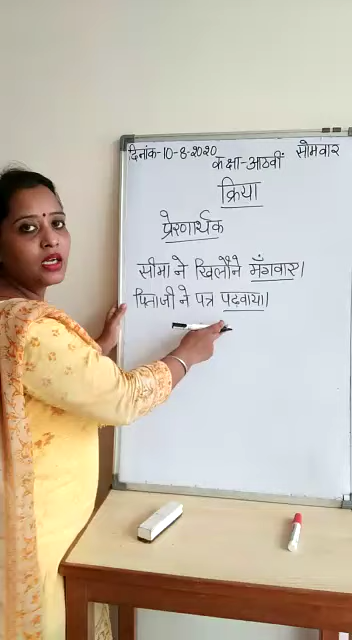 दिनांक-10-8-2020 सोमवार
कक्षा-आठवीं
क्रिया
प्रेरणार्थक
सीमा ने खिलौने मँगवाए।
पिताजी ने पत्र पढ़वाया।